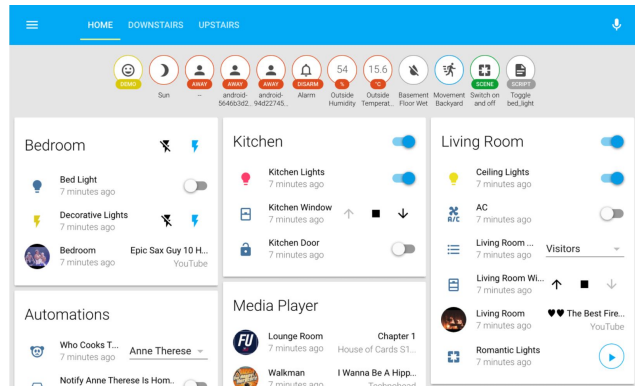 HOME DOWNSTAIRS UPSTAIRS
DEMO
Sun
AWAY
--
AWAY
android-
5646b3d2..
AWAY
android-
94d22745..
DISARM
Alarm
54
%
Outside
Humidity
15.6
°C
Outside
Temperat..
Basement
Floor Wet
Movement
Backyard
SCENE
Switch on
and off
SCRIPT
Toggle
bed_light
Bedroom
Bed Light
7 minutes ago
Decorative Lights
7 minutes ago
Bedroom Epic Sax Guy 10 H...
7 minutes ago YouTube
Automations
Who Cooks T... Anne Therese
7 minutes ago
Notify Anne Therese Is Hom..
Kitchen
Kitchen Lights
7 minutes ago
Kitchen Window
7 minutes ago
Kitchen Door
7 minutes ago
Media Player
FU
Lounge Room Chapter 1
7 minutes ago House of Cards S1...
Walkman I Wanna Be A Hipp...
7 minutes ago Technohead
Living Room
Ceiling Lights
7 minutes ago
A/C
AC
7 minutes ago
Living Room ... Visitors
7 minutes ago
Living Room Wi...
7 minutes ago
Living Room ♥♥ The Best Fire...
7 minutes ago YouTube
Romantic Lights
7 minutes ago